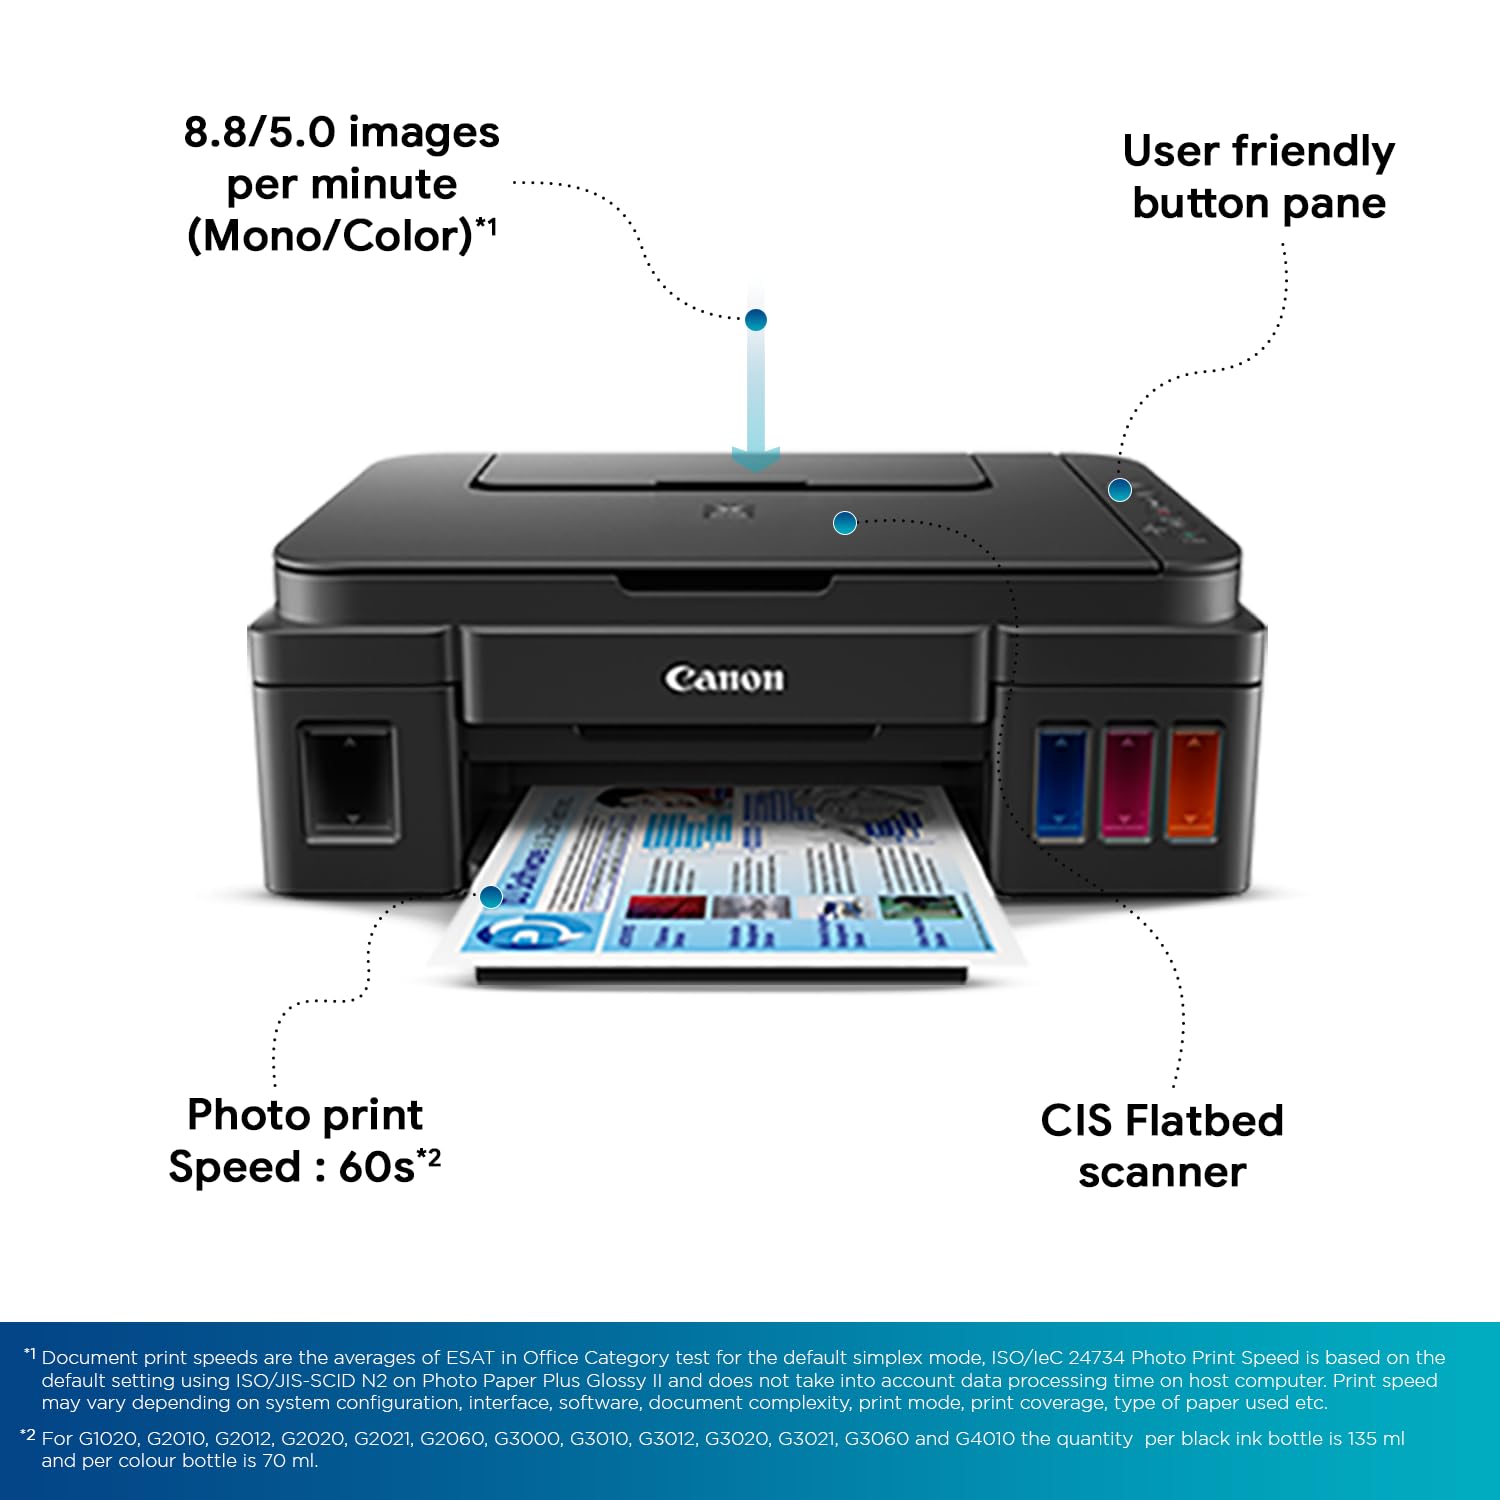 8.8/5.0 images
per minute
(Mono/Color)*1
User friendly
button pane
Canon
Photo print
Speed : 60s*2
CIS Flatbed
scanner
*1 Document print speeds are the averages of ESAT in Office Category test for the default simplex mode, ISO/IeC 24734 Photo Print Speed is based on the
default setting using ISO/JIS-SCID N2 on Photo Paper Plus Glossy II and does not take into account data processing time on host computer. Print speed
may vary depending on system configuration, interface, software, document complexity, print mode, print coverage, type of paper used etc.
*2 For G1020, G2010, G2012, G2020, G2021, G2060, G3000, G3010, G3012, G3020, G3021, G3060 and G4010 the quantity per black ink bottle is 135 ml
and per colour bottle is 70 ml.